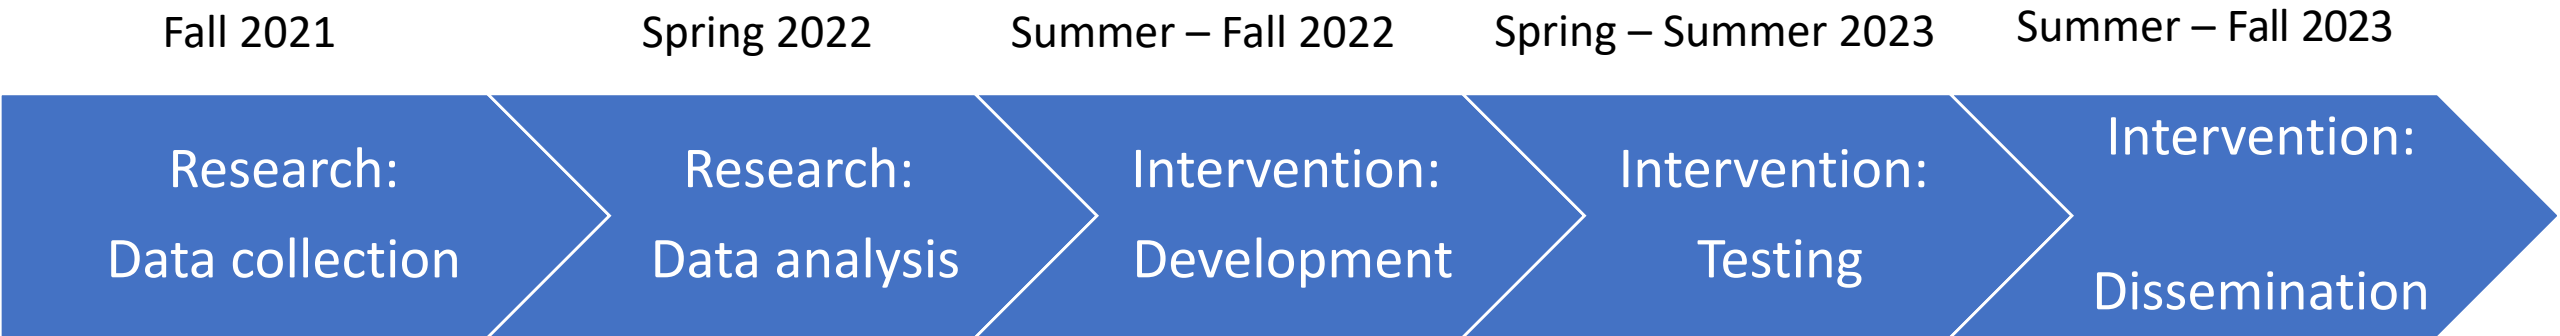 Fall 2021
Spring 2022
Summer – Fall 2022
Spring – Summer 2023
Summer – Fall 2023
Research:
Data collection
Research:
Data analysis
Intervention:
Development
Intervention:
Testing
Intervention:
Dissemination